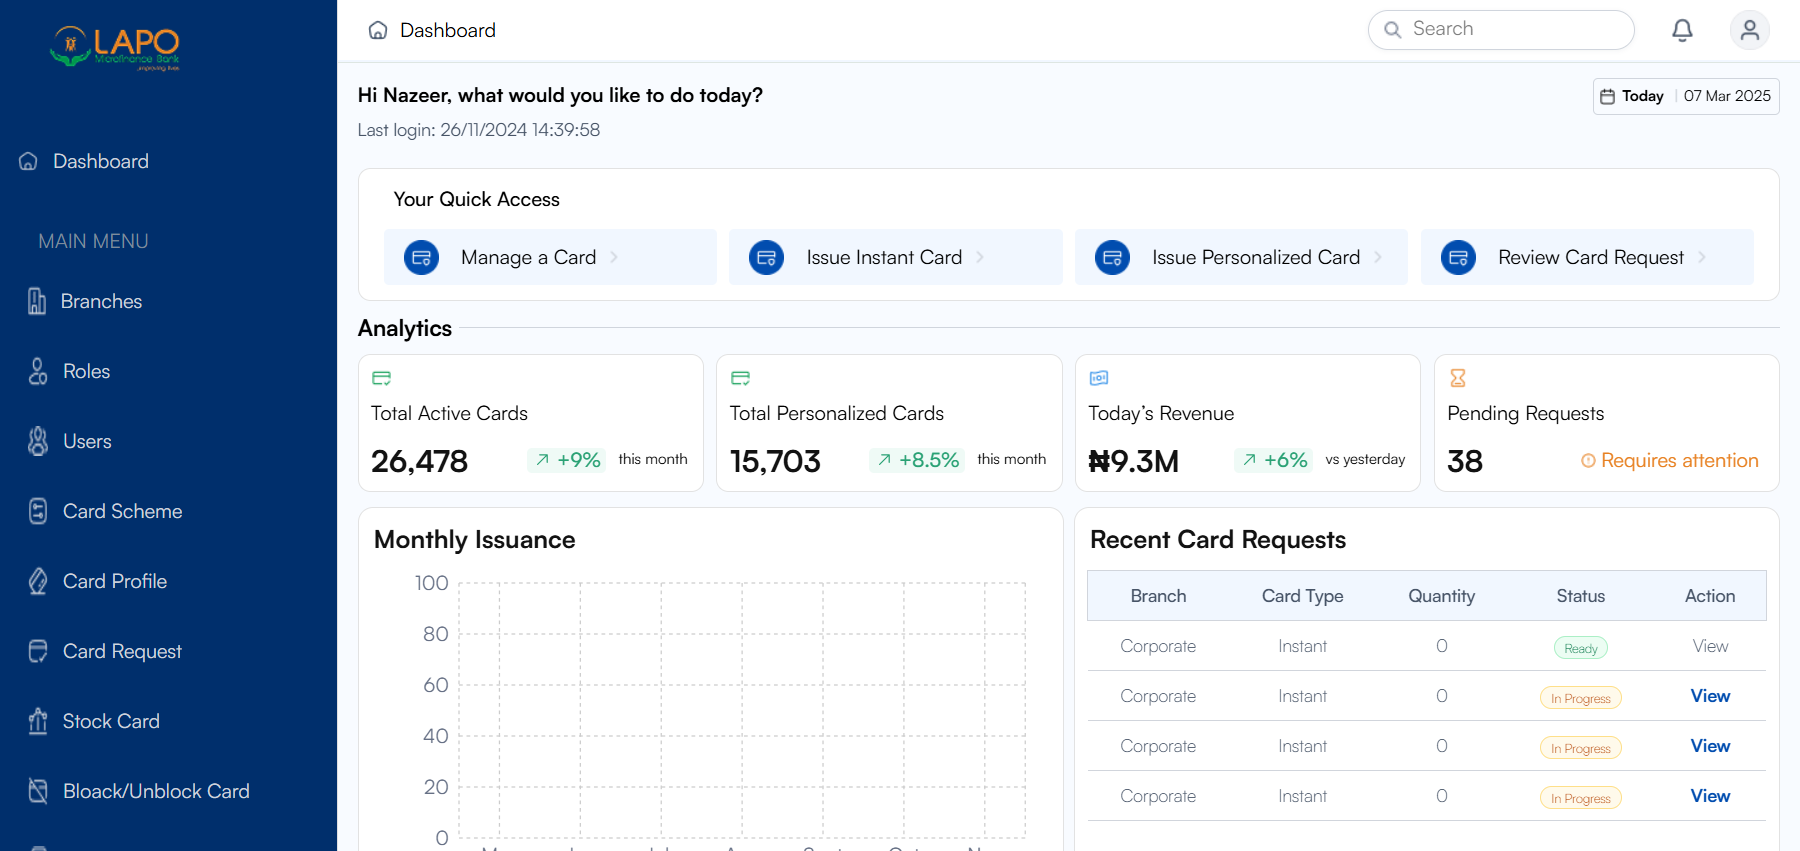 LAPO
Microfinance Bank
...improving lives
Dashboard
MAIN MENU
Branches
Roles
Users
Card Scheme
Card Profile
Card Request
Stock Card
Bloack/Unblock Card
Dashboard
Search
Hi Nazeer, what would you like to do today?
Today 07 Mar 2025
Last login: 26/11/2024 14:39:58
Your Quick Access
Manage a Card
Issue Instant Card
Issue Personalized Card
Review Card Request
Analytics
Total Active Cards
26,478 +9% this month
Total Personalized Cards
15,703 +8.5% this month
Today’s Revenue
₦9.3M +6% vs yesterday
Pending Requests
38 Requires attention
Monthly Issuance
100
80
60
40
20
0
Recent Card Requests
Branch Card Type Quantity Status Action
Corporate Instant 0 Ready View
Corporate Instant 0 In Progress View
Corporate Instant 0 In Progress View
Corporate Instant 0 In Progress View